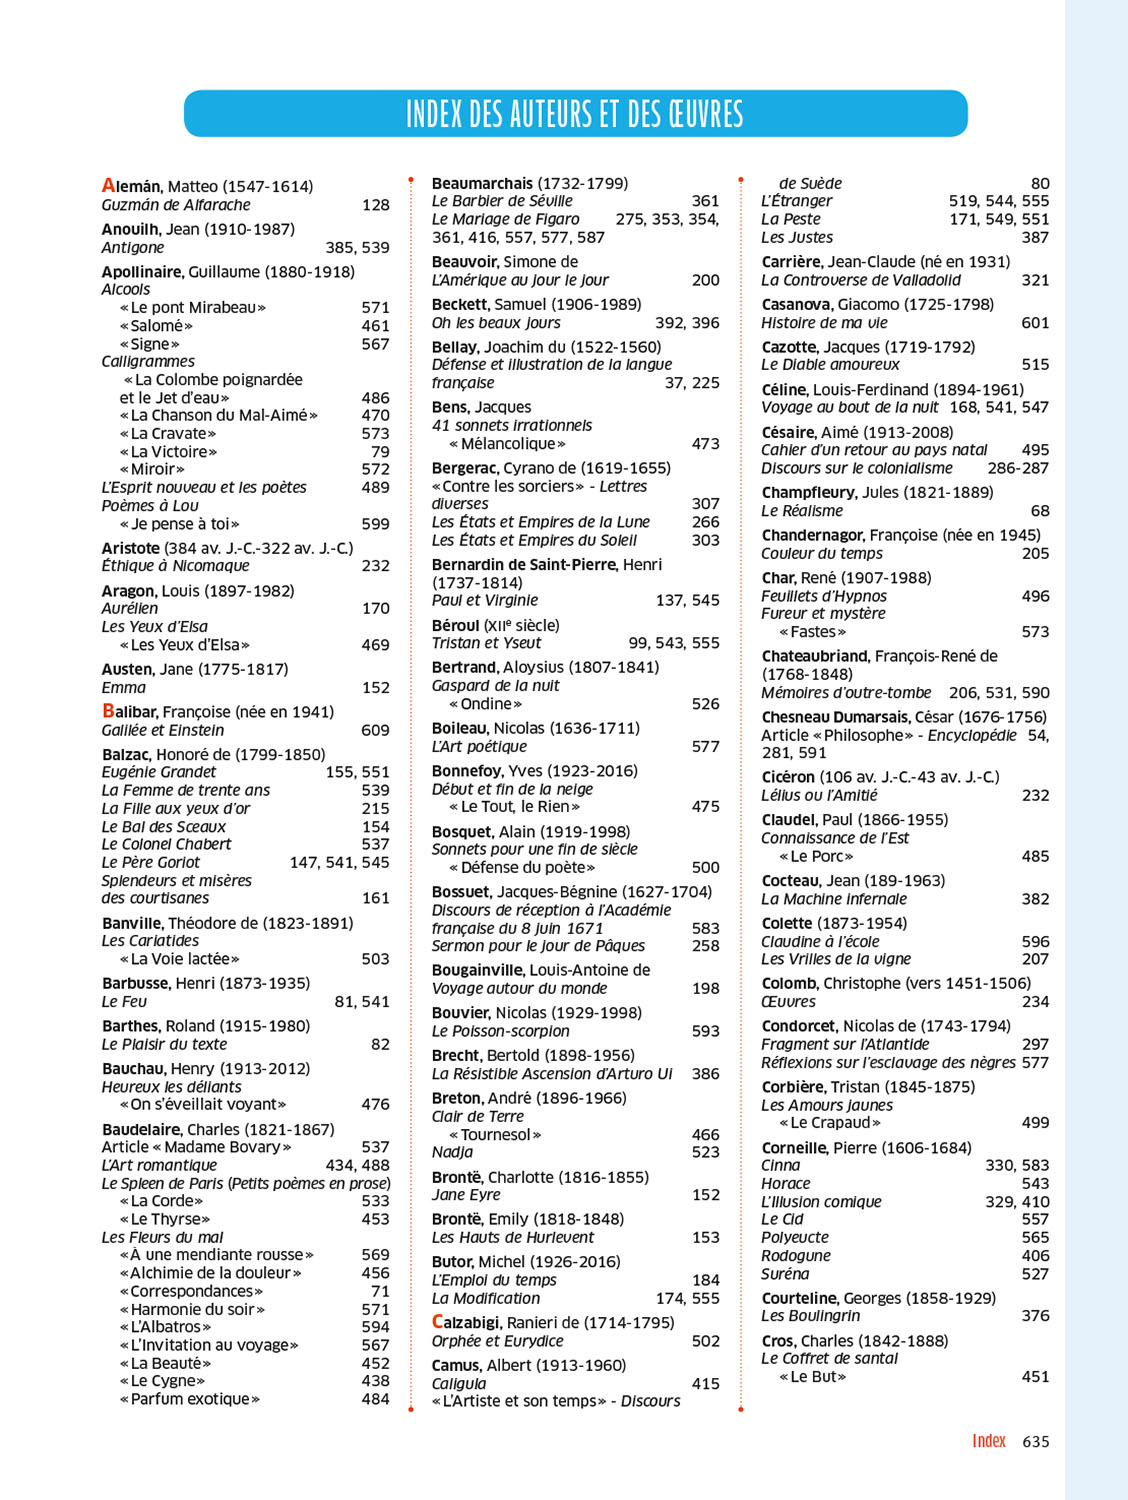 INDEX DES AUTEURS ET DES ŒUVRES
Alemán, Matteo (1547-1614)
Guzmán de Alfarache 128
Anouilh, Jean (1910-1987)
Antigone 385, 539
Apollinaire, Guillaume (1880-1918)
Alcools
«Le pont Mirabeau» 571
«Salomé» 461
«Signe» 567
Calligrammes
«La Colombe poignardée
et le Jet d'eau» 486
«La Chanson du Mal-Aimé» 470
«La Cravate» 573
«La Victoire» 79
«Miroir» 572
L'Esprit nouveau et les poètes 489
Poèmes à Lou
«Je pense à toi» 599
Aristote (384 av. J.-C.-322 av. J.-C.)
Éthique à Nicomaque 232
Aragon, Louis (1897-1982)
Aurélien 170
Les Yeux d'Elsa
«Les Yeux d'Elsa» 469
Austen, Jane (1775-1817)
Emma 152
Balibar, Françoise (née en 1941)
Galilée et Einstein 609
Balzac, Honoré de (1799-1850)
Eugénie Grandet 155, 551
La Femme de trente ans 539
La Fille aux yeux d'or 215
Le Bal des Sceaux 154
Le Colonel Chabert 537
Le Père Goriot 147, 541, 545
Splendeurs et misères
des courtisanes 161
Banville, Théodore de (1823-1891)
Les Cariatides
«La Voie lactée» 503
Barbusse, Henri (1873-1935)
Le Feu 81, 541
Barthes, Roland (1915-1980)
Le Plaisir du texte 82
Bauchau, Henry (1913-2012)
Heureux les déliants
«On s'éveillait voyant» 476
Baudelaire, Charles (1821-1867)
Article «Madame Bovary» 537
L'Art romantique 434, 488
Le Spleen de Paris (Petits poèmes en prose)
«La Corde» 533
«Le Thyrse» 453
Les Fleurs du mal
«À une mendiante rousse» 569
«Alchimie de la douleur» 456
«Correspondances» 71
«Harmonie du soir» 571
«L'Albatros» 594
«L'Invitation au voyage» 567
«La Beauté» 452
«Le Cygne» 438
«Parfum exotique» 484
Beaumarchais (1732-1799)
Le Barbier de Séville 361
Le Mariage de Figaro 275, 353, 354,
361, 416, 557, 577, 587
Beauvoir, Simone de
L'Amérique au jour le jour 200
Beckett, Samuel (1906-1989)
Oh les beaux jours 392, 396
Bellay, Joachim du (1522-1560)
Défense et illustration de la langue
française 37, 225
Bens, Jacques
41 sonnets irrationnels
«Mélancolique» 473
Bergerac, Cyrano de (1619-1655)
«Contre les sorciers» - Lettres
diverses 307
Les États et Empires de la Lune 266
Les États et Empires du Soleil 303
Bernardin de Saint-Pierre, Henri
(1737-1814)
Paul et Virginie 137, 545
Béroul (XIIe siècle)
Tristan et Yseut 99, 543, 555
Bertrand, Aloysius (1807-1841)
Gaspard de la nuit
«Ondine» 526
Boileau, Nicolas (1636-1711)
L'Art poétique 577
Bonnefoy, Yves (1923-2016)
Début et fin de la neige
«Le Tout, le Rien» 475
Bosquet, Alain (1919-1998)
Sonnets pour une fin de siècle
«Défense du poète» 500
Bossuet, Jacques-Bégnine (1627-1704)
Discours de réception à l'Académie
française du 8 juin 1671 583
Sermon pour le jour de Pâques 258
Bougainville, Louis-Antoine de
Voyage autour du monde 198
Bouvier, Nicolas (1929-1998)
Le Poisson-scorpion 593
Brecht, Bertold (1898-1956)
La Résistible Ascension d'Arturo Ui 386
Breton, André (1896-1966)
Clair de Terre
«Tournesol» 466
Nadja 523
Brontë, Charlotte (1816-1855)
Jane Eyre 152
Brontë, Emily (1818-1848)
Les Hauts de Hurlevent 153
Butor, Michel (1926-2016)
L'Emploi du temps 184
La Modification 174, 555
Calzabigi, Ranieri de (1714-1795)
Orphée et Eurydice 502
Camus, Albert (1913-1960)
Caligula 415
«L'Artiste et son temps» - Discours
de Suède 80
L'Étranger 519, 544, 555
La Peste 171, 549, 551
Les Justes 387
Carrière, Jean-Claude (né en 1931)
La Controverse de Valladolid 321
Casanova, Giacomo (1725-1798)
Histoire de ma vie 601
Cazotte, Jacques (1719-1792)
Le Diable amoureux 515
Céline, Louis-Ferdinand (1894-1961)
Voyage au bout de la nuit 168, 541, 547
Césaire, Aimé (1913-2008)
Cahier d'un retour au pays natal 495
Discours sur le colonialisme 286-287
Champfleury, Jules (1821-1889)
Le Réalisme 68
Chandernagor, Françoise (née en 1945)
Couleur du temps 205
Char, René (1907-1988)
Feuillets d'Hypnos 496
Fureur et mystère
«Fastes» 573
Chateaubriand, François-René de
(1768-1848)
Mémoires d'outre-tombe 206, 531, 590
Chesneau Dumarsais, César (1676-1756)
Article «Philosophe» - Encyclopédie 54,
281, 591
Cicéron (106 av. J.-C.-43 av. J.-C.)
Lélius ou l'Amitié 232
Claudel, Paul (1866-1955)
Connaissance de l'Est
«Le Porc» 485
Cocteau, Jean (189-1963)
La Machine infernale 382
Colette (1873-1954)
Claudine à l'école 596
Les Vrilles de la vigne 207
Colomb, Christophe (vers 1451-1506)
Œuvres 234
Condorcet, Nicolas de (1743-1794)
Fragment sur l'Atlantide 297
Réflexions sur l'esclavage des nègres 577
Corbière, Tristan (1845-1875)
Les Amours jaunes
«Le Crapaud» 499
Corneille, Pierre (1606-1684)
Cinna 330, 583
Horace 543
L'Illusion comique 329, 410
Le Cid 557
Polyeucte 565
Rodogune 406
Suréna 527
Courteline, Georges (1858-1929)
Les Boulingrin 376
Cros, Charles (1842-1888)
Le Coffret de santal
«Le But» 451
Index 635